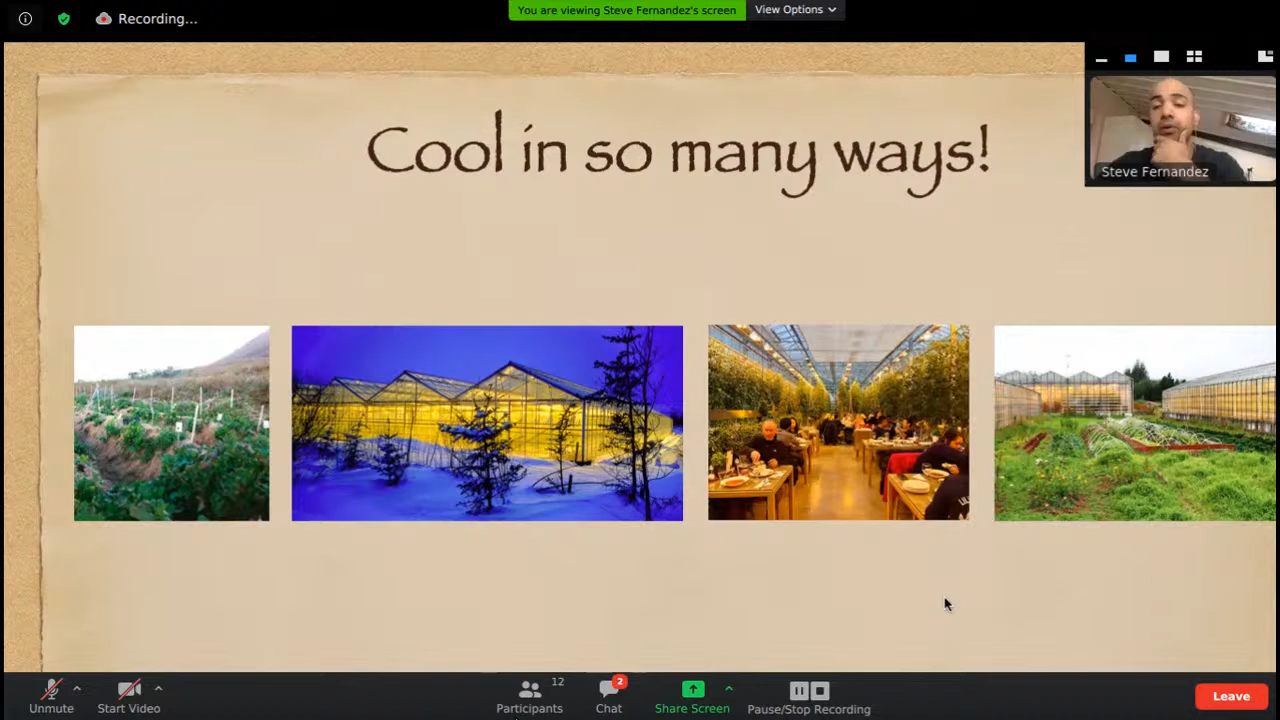 Recording...
You are viewing Steve Fernandez's screen
View Options
Cool in so many ways!
Steve Fernandez
12
2
Unmute
Start Video
Participants
Chat
Share Screen
Pause/Stop Recording
Leave